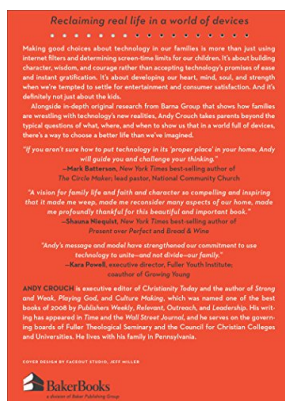 Reclaiming real life in a world of devices
Making good choices about technology in our families is more than just using
internet filters and determining screen-time limits for our children. It's about building
character, wisdom, and courage rather than accepting technology's promises of ease
and instant gratification. It's about developing our heart, mind, soul, and strength
when we're tempted to settle for entertainment and consumer satisfaction. And it's
definitely not just about the kids.
Alongside in-depth original research from Barna Group that shows how families
are wrestling with technology's new realities, Andy Crouch takes parents beyond the
typical questions of what, where, and when to show us that in a world full of devices,
there's a way to choose a better life than we've imagined.
"If you aren't sure how to put technology in its 'proper place' in your home, Andy
will guide you and challenge your thinking."
—Mark Batterson, New York Times best-selling author of
The Circle Maker; lead pastor, National Community Church
"A vision for family life and faith and character so compelling and inspiring
that it made me weep, made me reconsider many aspects of our home, made
me profoundly thankful for this beautiful and important book."
—Shauna Niequist, New York Times best-selling author of
Present over Perfect and Bread & Wine
"Andy's message and model have strengthened our commitment to use
technology to unite—and not divide—our family."
—Kara Powell, executive director, Fuller Youth Institute;
coauthor of Growing Young
ANDY CROUCH is executive editor of Christianity Today and the author of Strong
and Weak, Playing God, and Culture Making, which was named one of the best
books of 2008 by Publishers Weekly, Relevant, Outreach, and Leadership. His writ-
ing has appeared in Time and the Wall Street Journal, and he serves on the govern-
ing boards of Fuller Theological Seminary and the Council for Christian Colleges
and Universities. He lives with his family in Pennsylvania.
COVER DESIGN BY FACEOUT STUDIO, JEFF MILLER
BakerBooks
a division of Baker Publishing Group